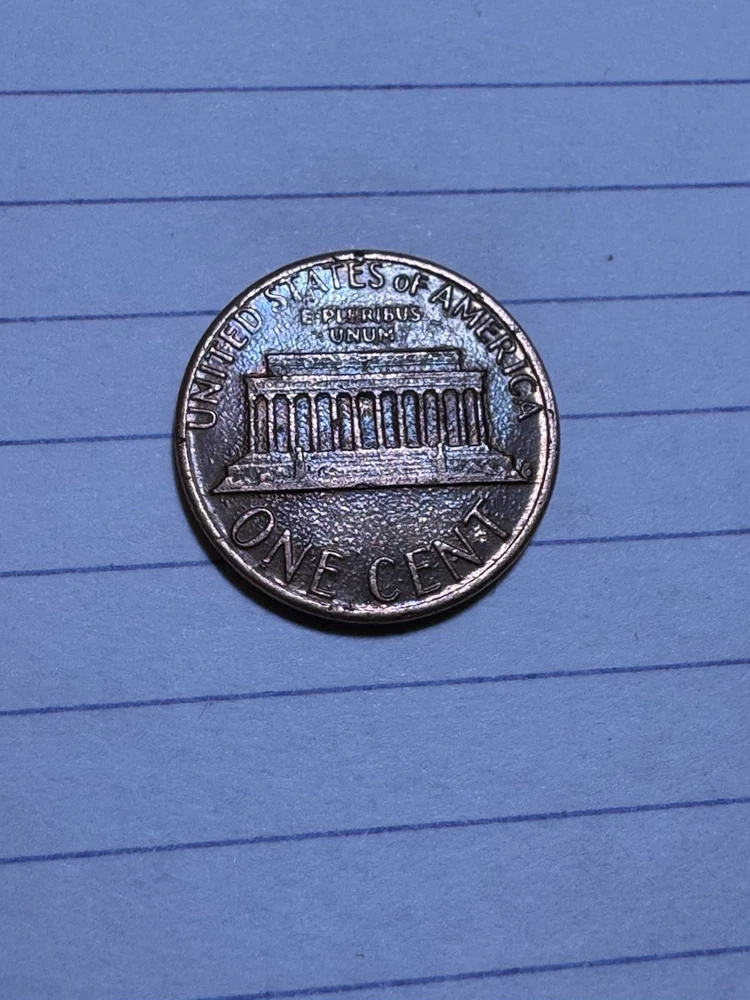 UNITED STATES OF AMERICA
E·PLURIBUS
UNUM
ONE CENT